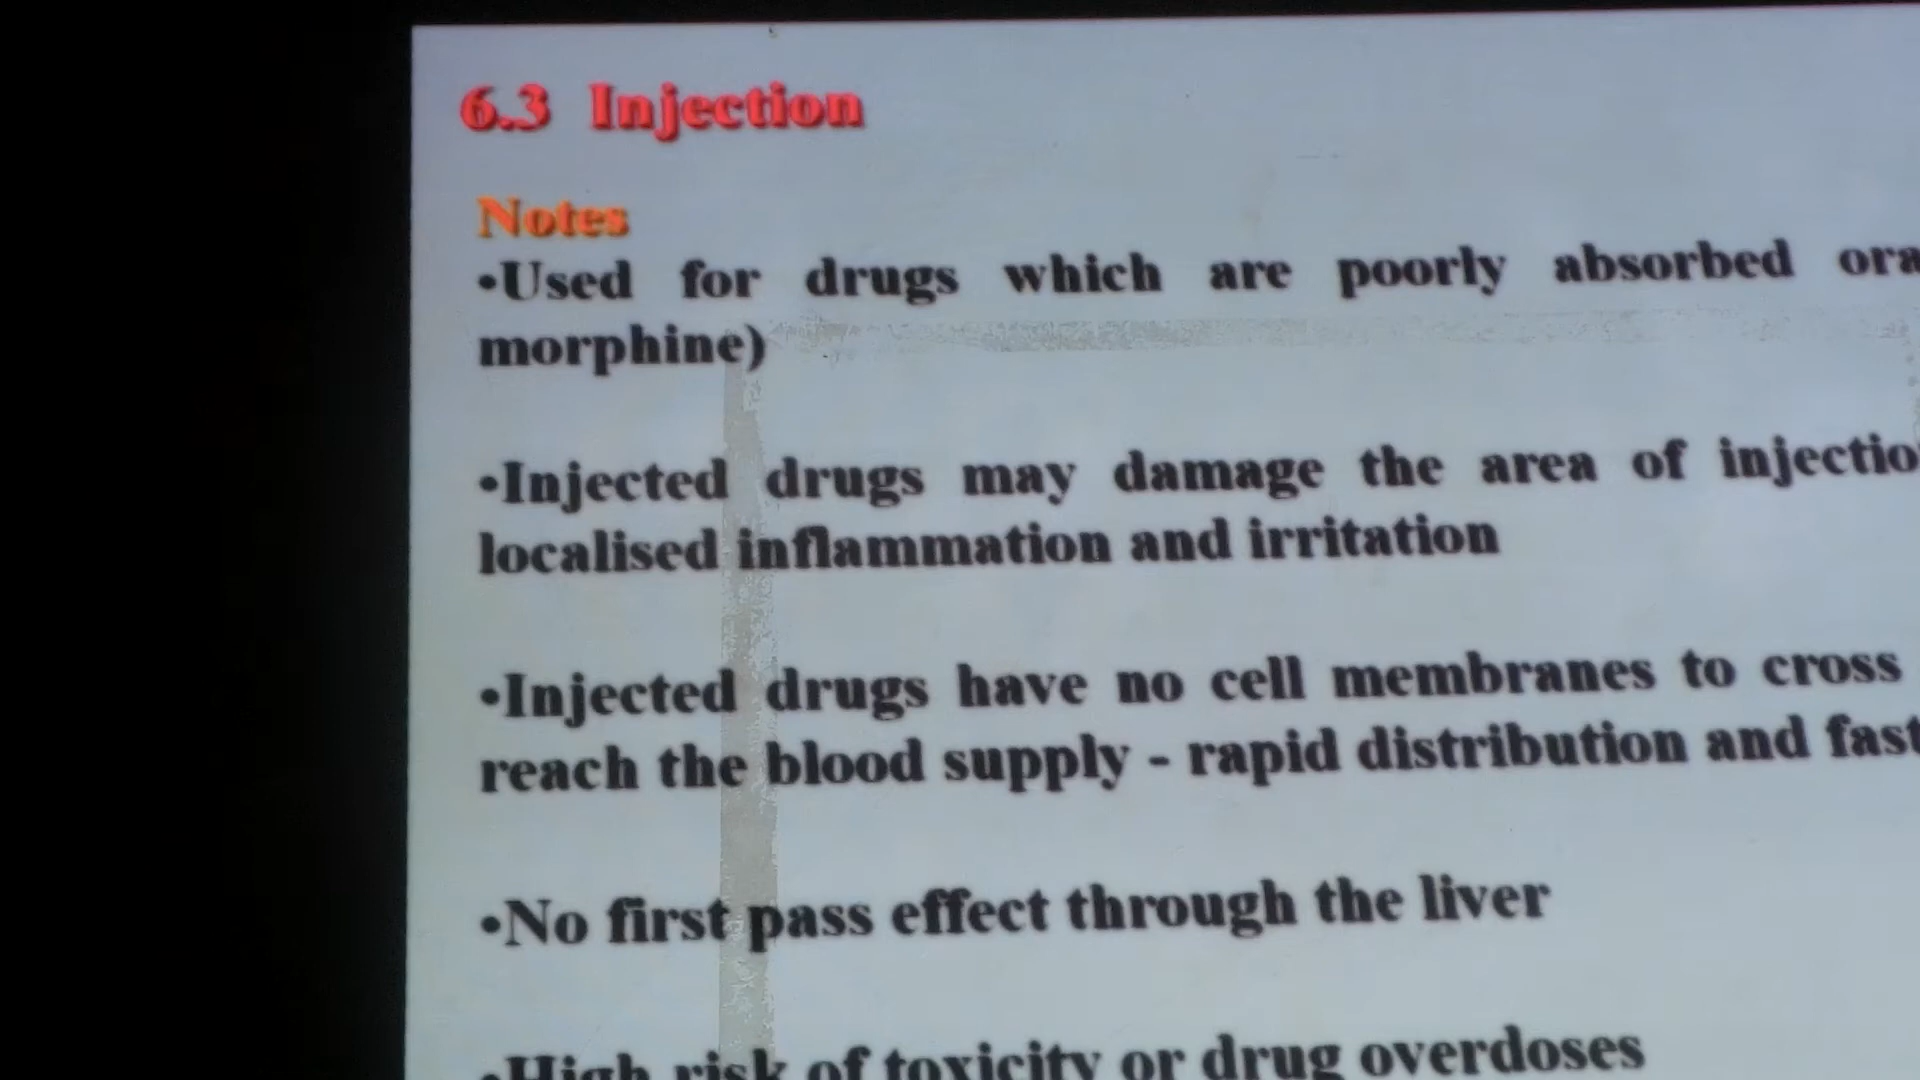 6.3 Injection
Notes
•Used for drugs which are poorly absorbed ora
morphine)
•Injected drugs may damage the area of injectio
localised inflammation and irritation
•Injected drugs have no cell membranes to cross
reach the blood supply - rapid distribution and fast
•No first pass effect through the liver
•High risk of toxicity or drug overdoses